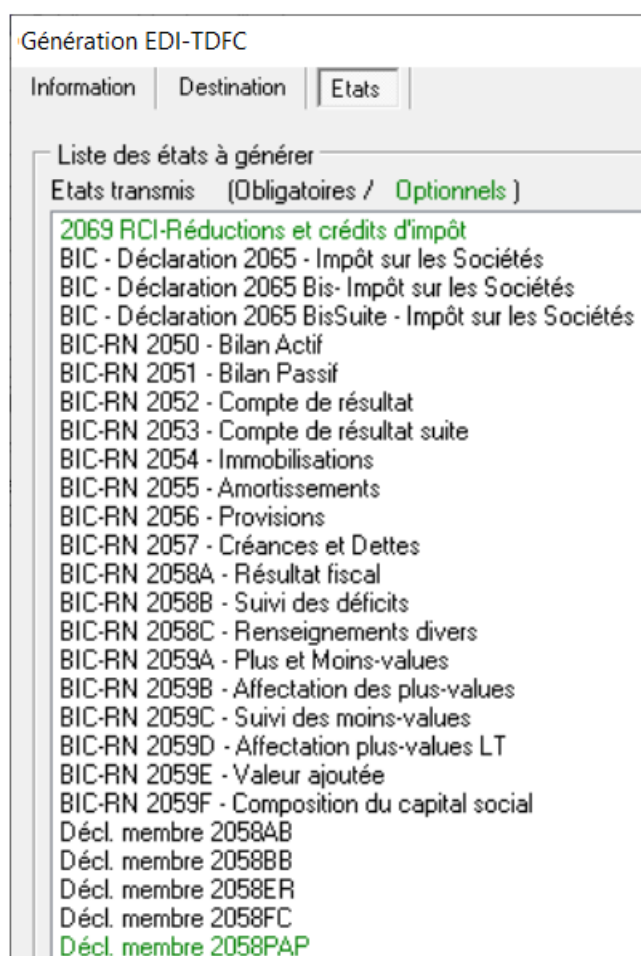 Génération EDI-TDFC
Information Destination Etats
Liste des états à générer
Etats transmis (Obligatoires / Optionnels )
2069 RCI-Réductions et crédits d'impôt
BIC - Déclaration 2065 - Impôt sur les Sociétés
BIC - Déclaration 2065 Bis- Impôt sur les Sociétés
BIC - Déclaration 2065 BisSuite - Impôt sur les Sociétés
BIC-RN 2050 - Bilan Actif
BIC-RN 2051 - Bilan Passif
BIC-RN 2052 - Compte de résultat
BIC-RN 2053 - Compte de résultat suite
BIC-RN 2054 - Immobilisations
BIC-RN 2055 - Amortissements
BIC-RN 2056 - Provisions
BIC-RN 2057 - Créances et Dettes
BIC-RN 2058A - Résultat fiscal
BIC-RN 2058B - Suivi des déficits
BIC-RN 2058C - Renseignements divers
BIC-RN 2059A - Plus et Moins-values
BIC-RN 2059B - Affectation des plus-values
BIC-RN 2059C - Suivi des moins-values
BIC-RN 2059D - Affectation plus-values LT
BIC-RN 2059E - Valeur ajoutée
BIC-RN 2059F - Composition du capital social
Décl. membre 2058AB
Décl. membre 2058BB
Décl. membre 2058ER
Décl. membre 2058FC
Décl. membre 2058PAP